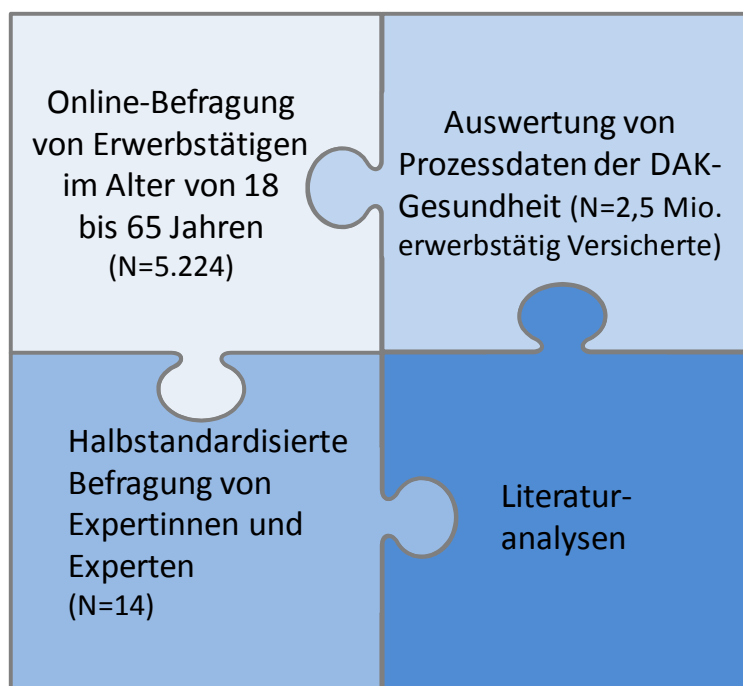 Online-Befragung
von Erwerbstätigen
im Alter von 18
bis 65 Jahren
(N=5.224)
Auswertung von
Prozessdaten der DAK-
Gesundheit (N=2,5 Mio.
erwerbstätig Versicherte)
Halbstandardisierte
Befragung von
Expertinnen und
Experten
(N=14)
Literatur-
analysen